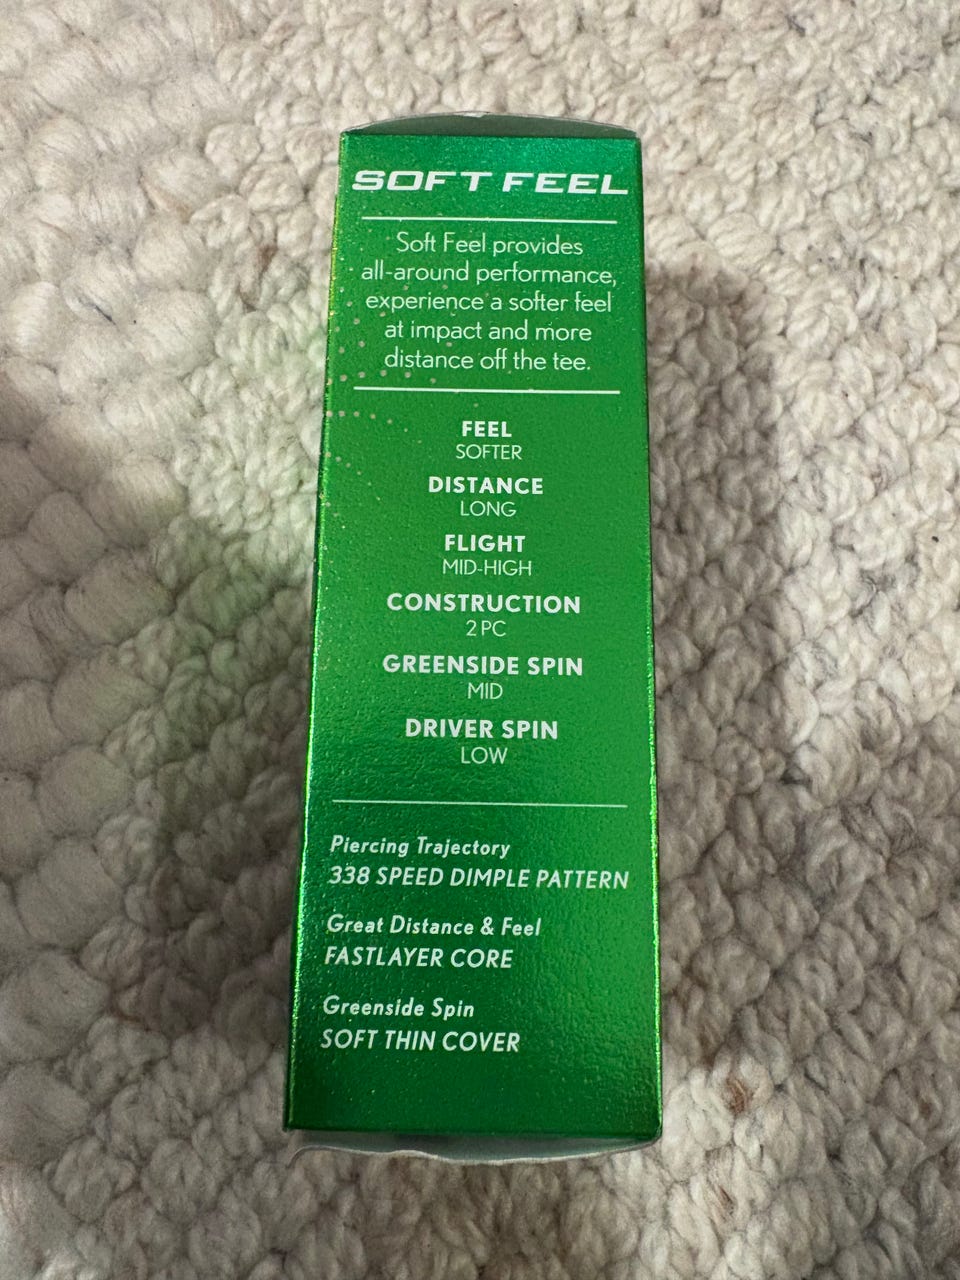 SOFT FEEL
Soft Feel provides
all-around performance,
experience a softer feel
at impact and more
distance off the tee.
FEEL
SOFTER
DISTANCE
LONG
FLIGHT
MID-HIGH
CONSTRUCTION
2 PC
GREENSIDE SPIN
MID
DRIVER SPIN
LOW
Piercing Trajectory
338 SPEED DIMPLE PATTERN
Great Distance & Feel
FASTLAYER CORE
Greenside Spin
SOFT THIN COVER